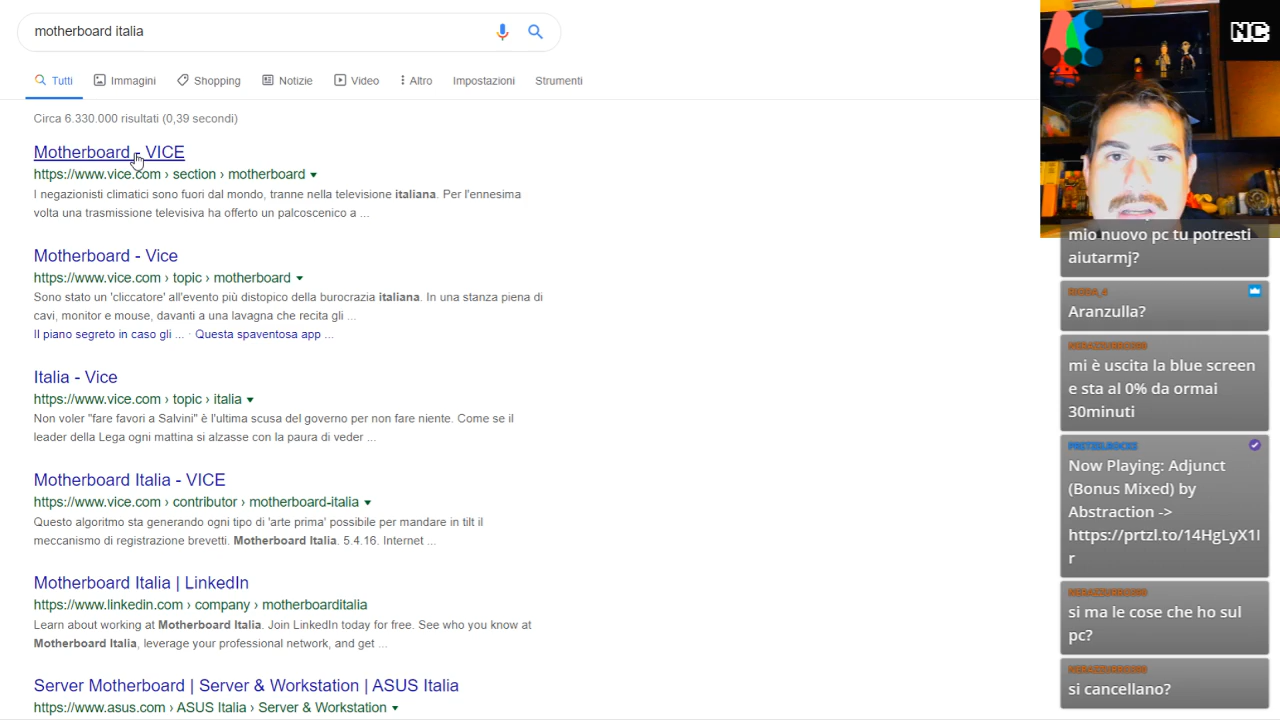 motherboard italia
Tutti
Immagini
Shopping
Notizie
Video
Altro
Impostazioni
Strumenti
Circa 6.330.000 risultati (0,39 secondi)
Motherboard - VICE
https://www.vice.com › section › motherboard
I negazionisti climatici sono fuori dal mondo, tranne nella televisione italiana. Per l'ennesima
volta una trasmissione televisiva ha offerto un palcoscenico a ...
Motherboard - Vice
https://www.vice.com › topic › motherboard
Sono stato un 'cliccatore' all'evento più distopico della burocrazia italiana. In una stanza piena di
cavi, monitor e mouse, davanti a una lavagna che recita gli ...
Il piano segreto in caso gli ... · Questa spaventosa app ...
Italia - Vice
https://www.vice.com › topic › italia
Non voler "fare favori a Salvini" è l'ultima scusa del governo per non fare niente. Come se il
leader della Lega ogni mattina si alzasse con la paura di veder ...
Motherboard Italia - VICE
https://www.vice.com › contributor › motherboard-italia
Questo algoritmo sta generando ogni tipo di 'arte prima' possibile per mandare in tilt il
meccanismo di registrazione brevetti. Motherboard Italia. 5.4.16. Internet ...
Motherboard Italia | LinkedIn
https://www.linkedin.com › company › motherboarditalia
Learn about working at Motherboard Italia. Join LinkedIn today for free. See who you know at
Motherboard Italia, leverage your professional network, and get ...
Server Motherboard | Server & Workstation | ASUS Italia
https://www.asus.com › ASUS Italia › Server & Workstation
NC
mio nuovo pc tu potresti
aiutarmj?
Aranzulla?
mi è uscita la blue screen
e sta al 0% da ormai
30minuti
PRETZELROCKS
Now Playing: Adjunct
(Bonus Mixed) by
Abstraction ->
https://prtzl.to/14HgLyX1l
r
si ma le cose che ho sul
pc?
si cancellano?